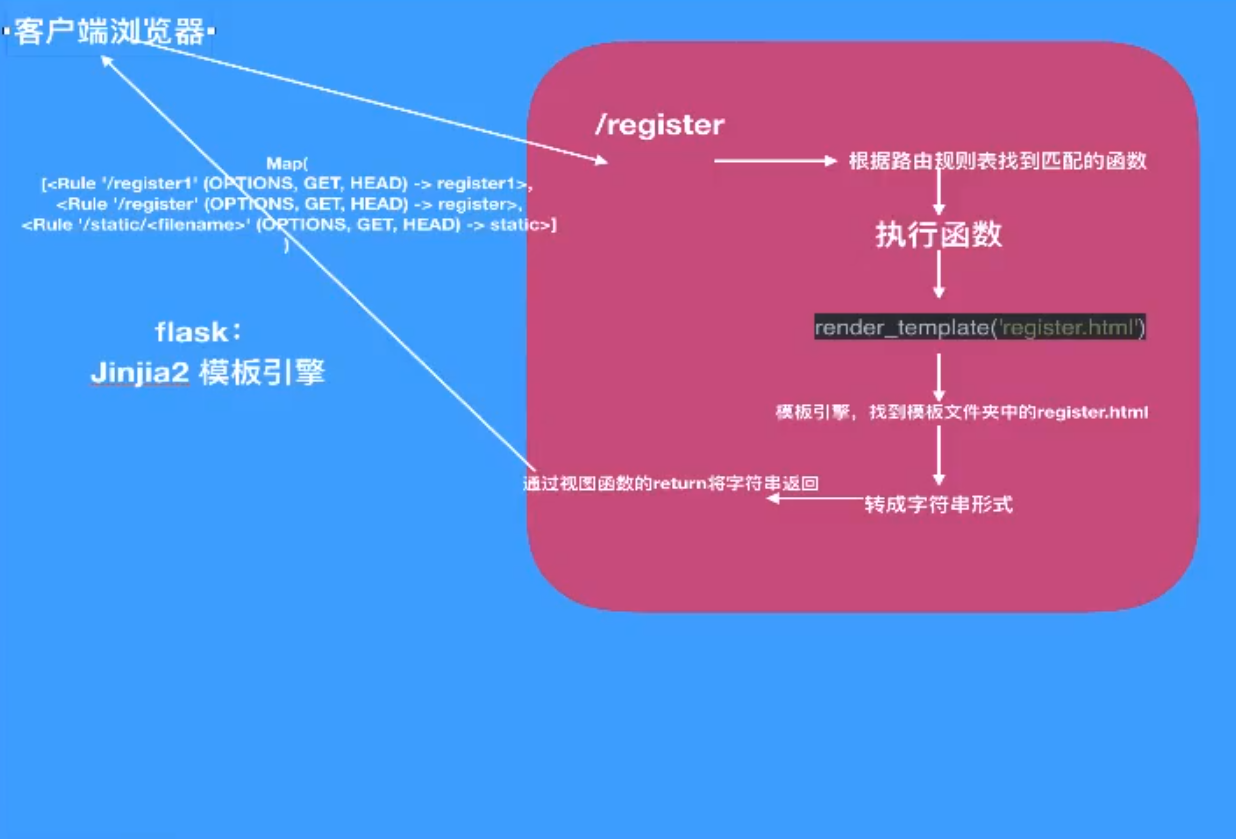 客户端浏览器
/register
Map(
[<Rule '/register1' (OPTIONS, GET, HEAD) -> register1>,
<Rule '/register' (OPTIONS, GET, HEAD) -> register>,
<Rule '/static/<filename>' (OPTIONS, GET, HEAD) -> static>]
)
根据路由规则表找到匹配的函数
执行函数
render_template('register.html')
flask：
Jinjia2 模板引擎
模板引擎，找到模板文件夹中的register.html
通过视图函数的return将字符串返回
转成字符串形式